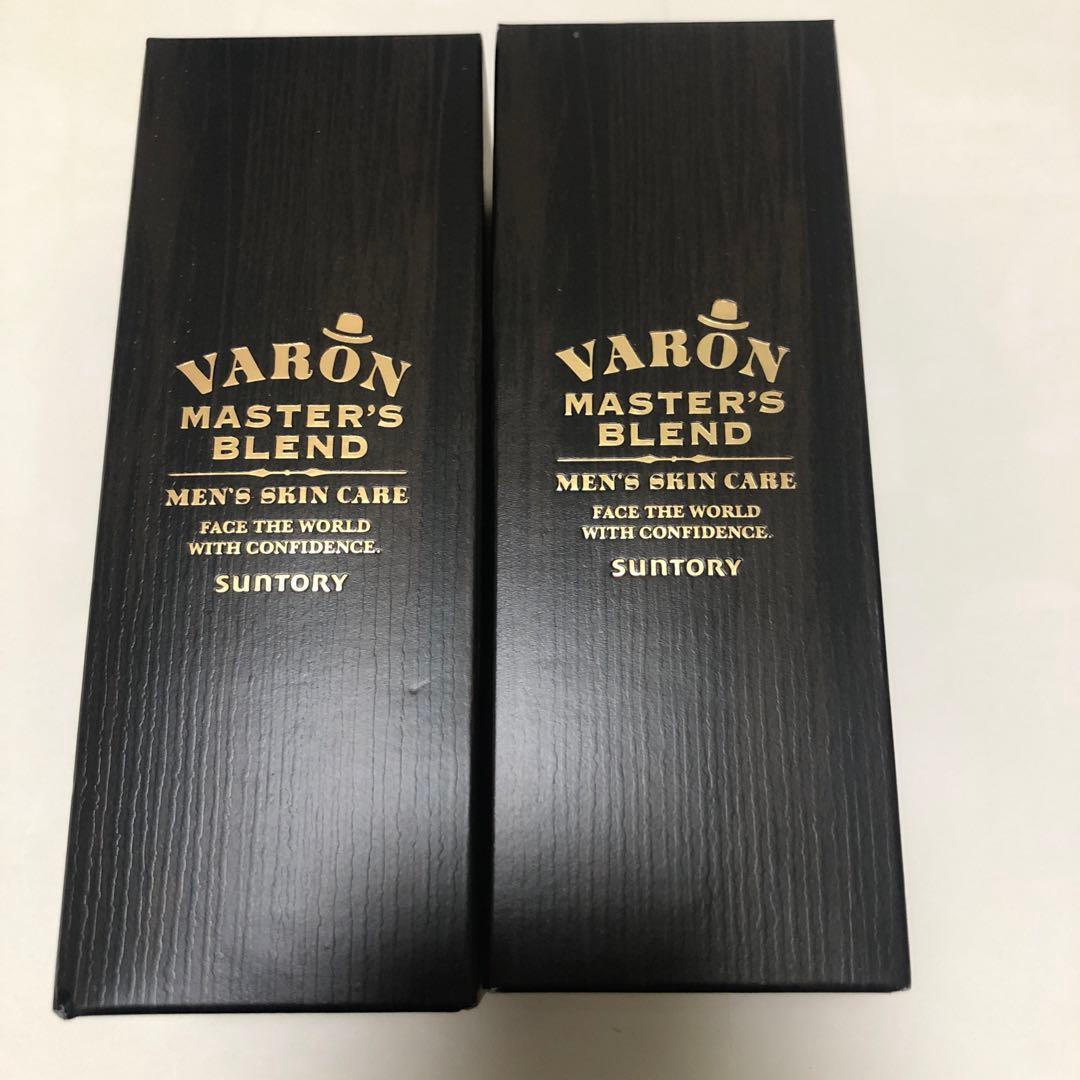 VARON
MASTER'S
BLEND
MEN'S SKIN CARE
FACE THE WORLD
WITH CONFIDENCE.
SUNTORY
VARON
MASTER'S
BLEND
MEN'S SKIN CARE
FACE THE WORLD
WITH CONFIDENCE.
SUNTORY